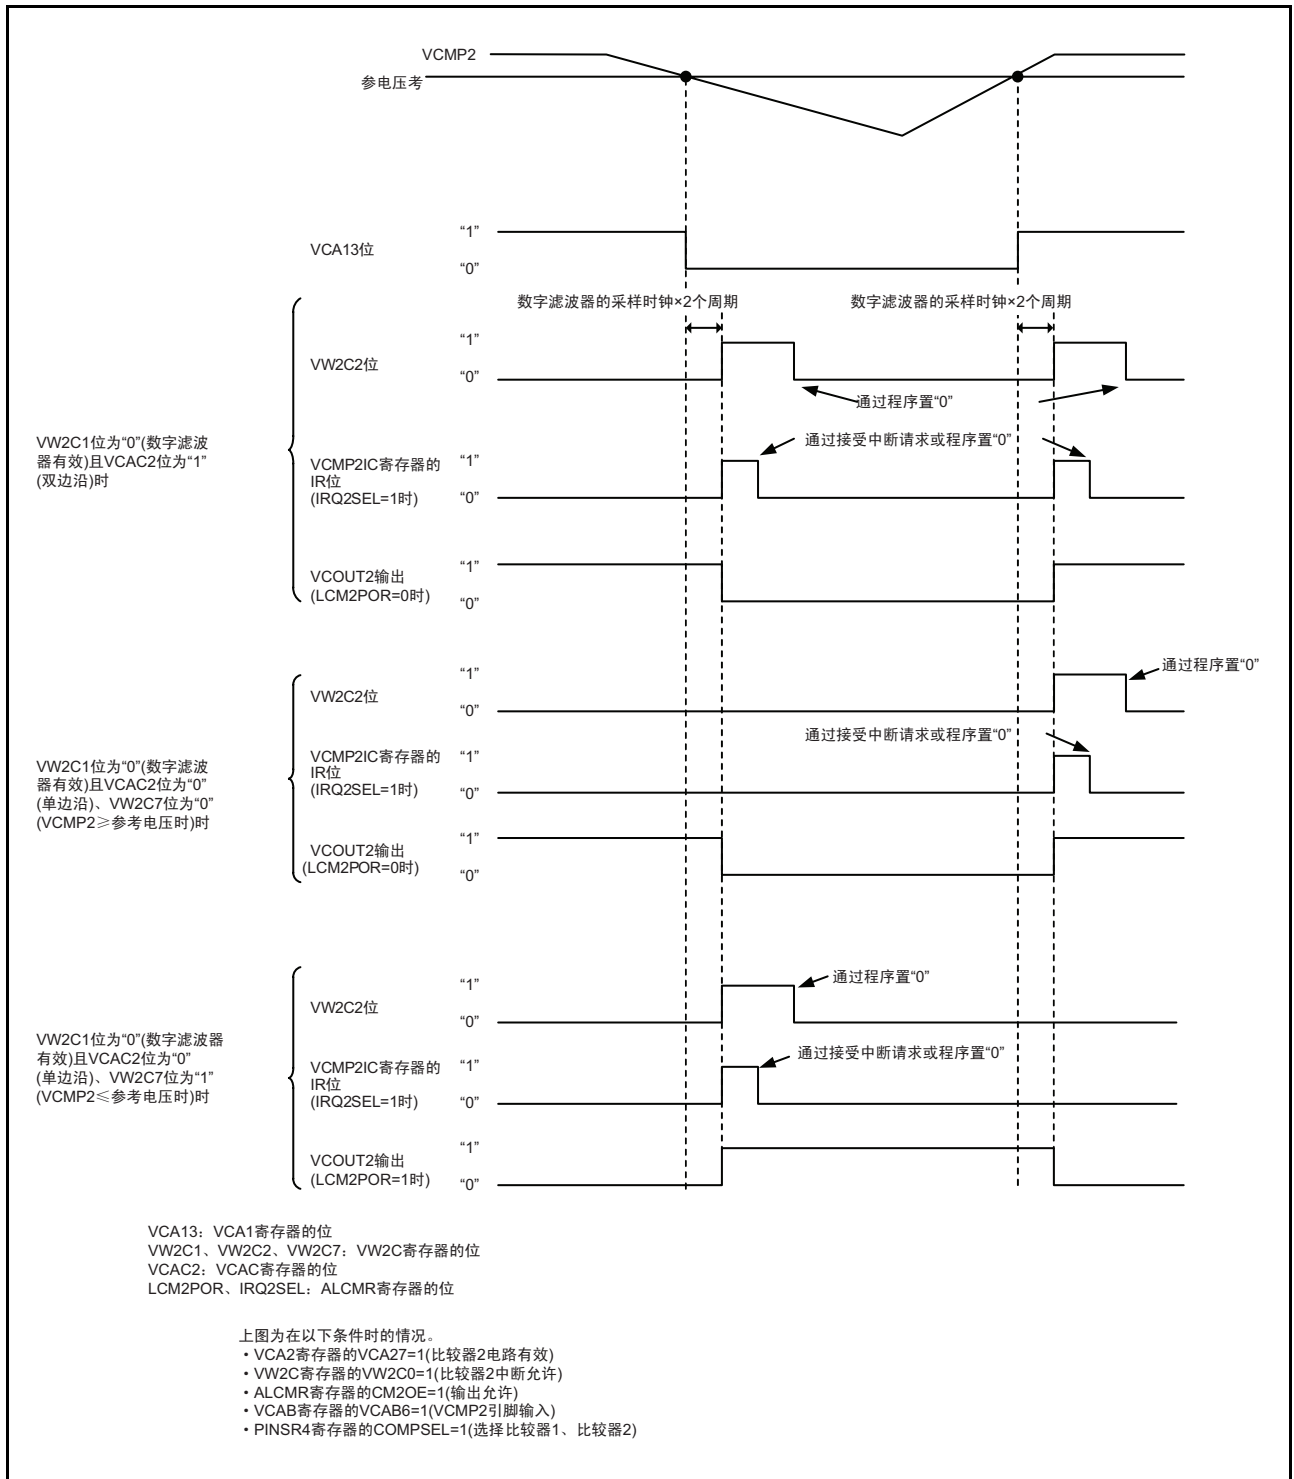 VCMP2
参电压考
“1”
VCA13位
“0”
数字滤波器的采样时钟×2个周期
数字滤波器的采样时钟×2个周期
“1”
VW2C2位
“0”
通过程序置“0”
VW2C1位为“0”(数字滤波
器有效)且VCAC2位为“1”
(双边沿)时
通过接受中断请求或程序置“0”
VCMP2IC寄存器的
IR位
(IRQ2SEL=1时)
“1”
“0”
VCOUT2输出
(LCM2POR=0时)
“1”
“0”
“1”
VW2C2位
“0”
通过程序置“0”
通过接受中断请求或程序置“0”
VW2C1位为“0”(数字滤波
器有效)且VCAC2位为“0”
(单边沿)、VW2C7位为“0”
(VCMP2≥参考电压时)时
VCMP2IC寄存器的
IR位
(IRQ2SEL=1时)
“1”
“0”
VCOUT2输出
(LCM2POR=0时)
“1”
“0”
“1”
VW2C2位
“0”
通过程序置“0”
VW2C1位为“0”(数字滤波器
有效)且VCAC2位为“0”
(单边沿)、VW2C7位为“1”
(VCMP2≤参考电压时)时
通过接受中断请求或程序置“0”
VCMP2IC寄存器的
IR位
(IRQ2SEL=1时)
“1”
“0”
VCOUT2输出
(LCM2POR=1时)
“1”
“0”
VCA13：VCA1寄存器的位
VW2C1、VW2C2、VW2C7：VW2C寄存器的位
VCAC2：VCAC寄存器的位
LCM2POR、IRQ2SEL：ALCMR寄存器的位
上图为在以下条件时的情况。
・VCA2寄存器的VCA27=1(比较器2电路有效)
・VW2C寄存器的VW2C0=1(比较器2中断允许)
・ALCMR寄存器的CM2OE=1(输出允许)
・VCAB寄存器的VCAB6=1(VCMP2引脚输入)
・PINSR4寄存器的COMPSEL=1(选择比较器1、比较器2)